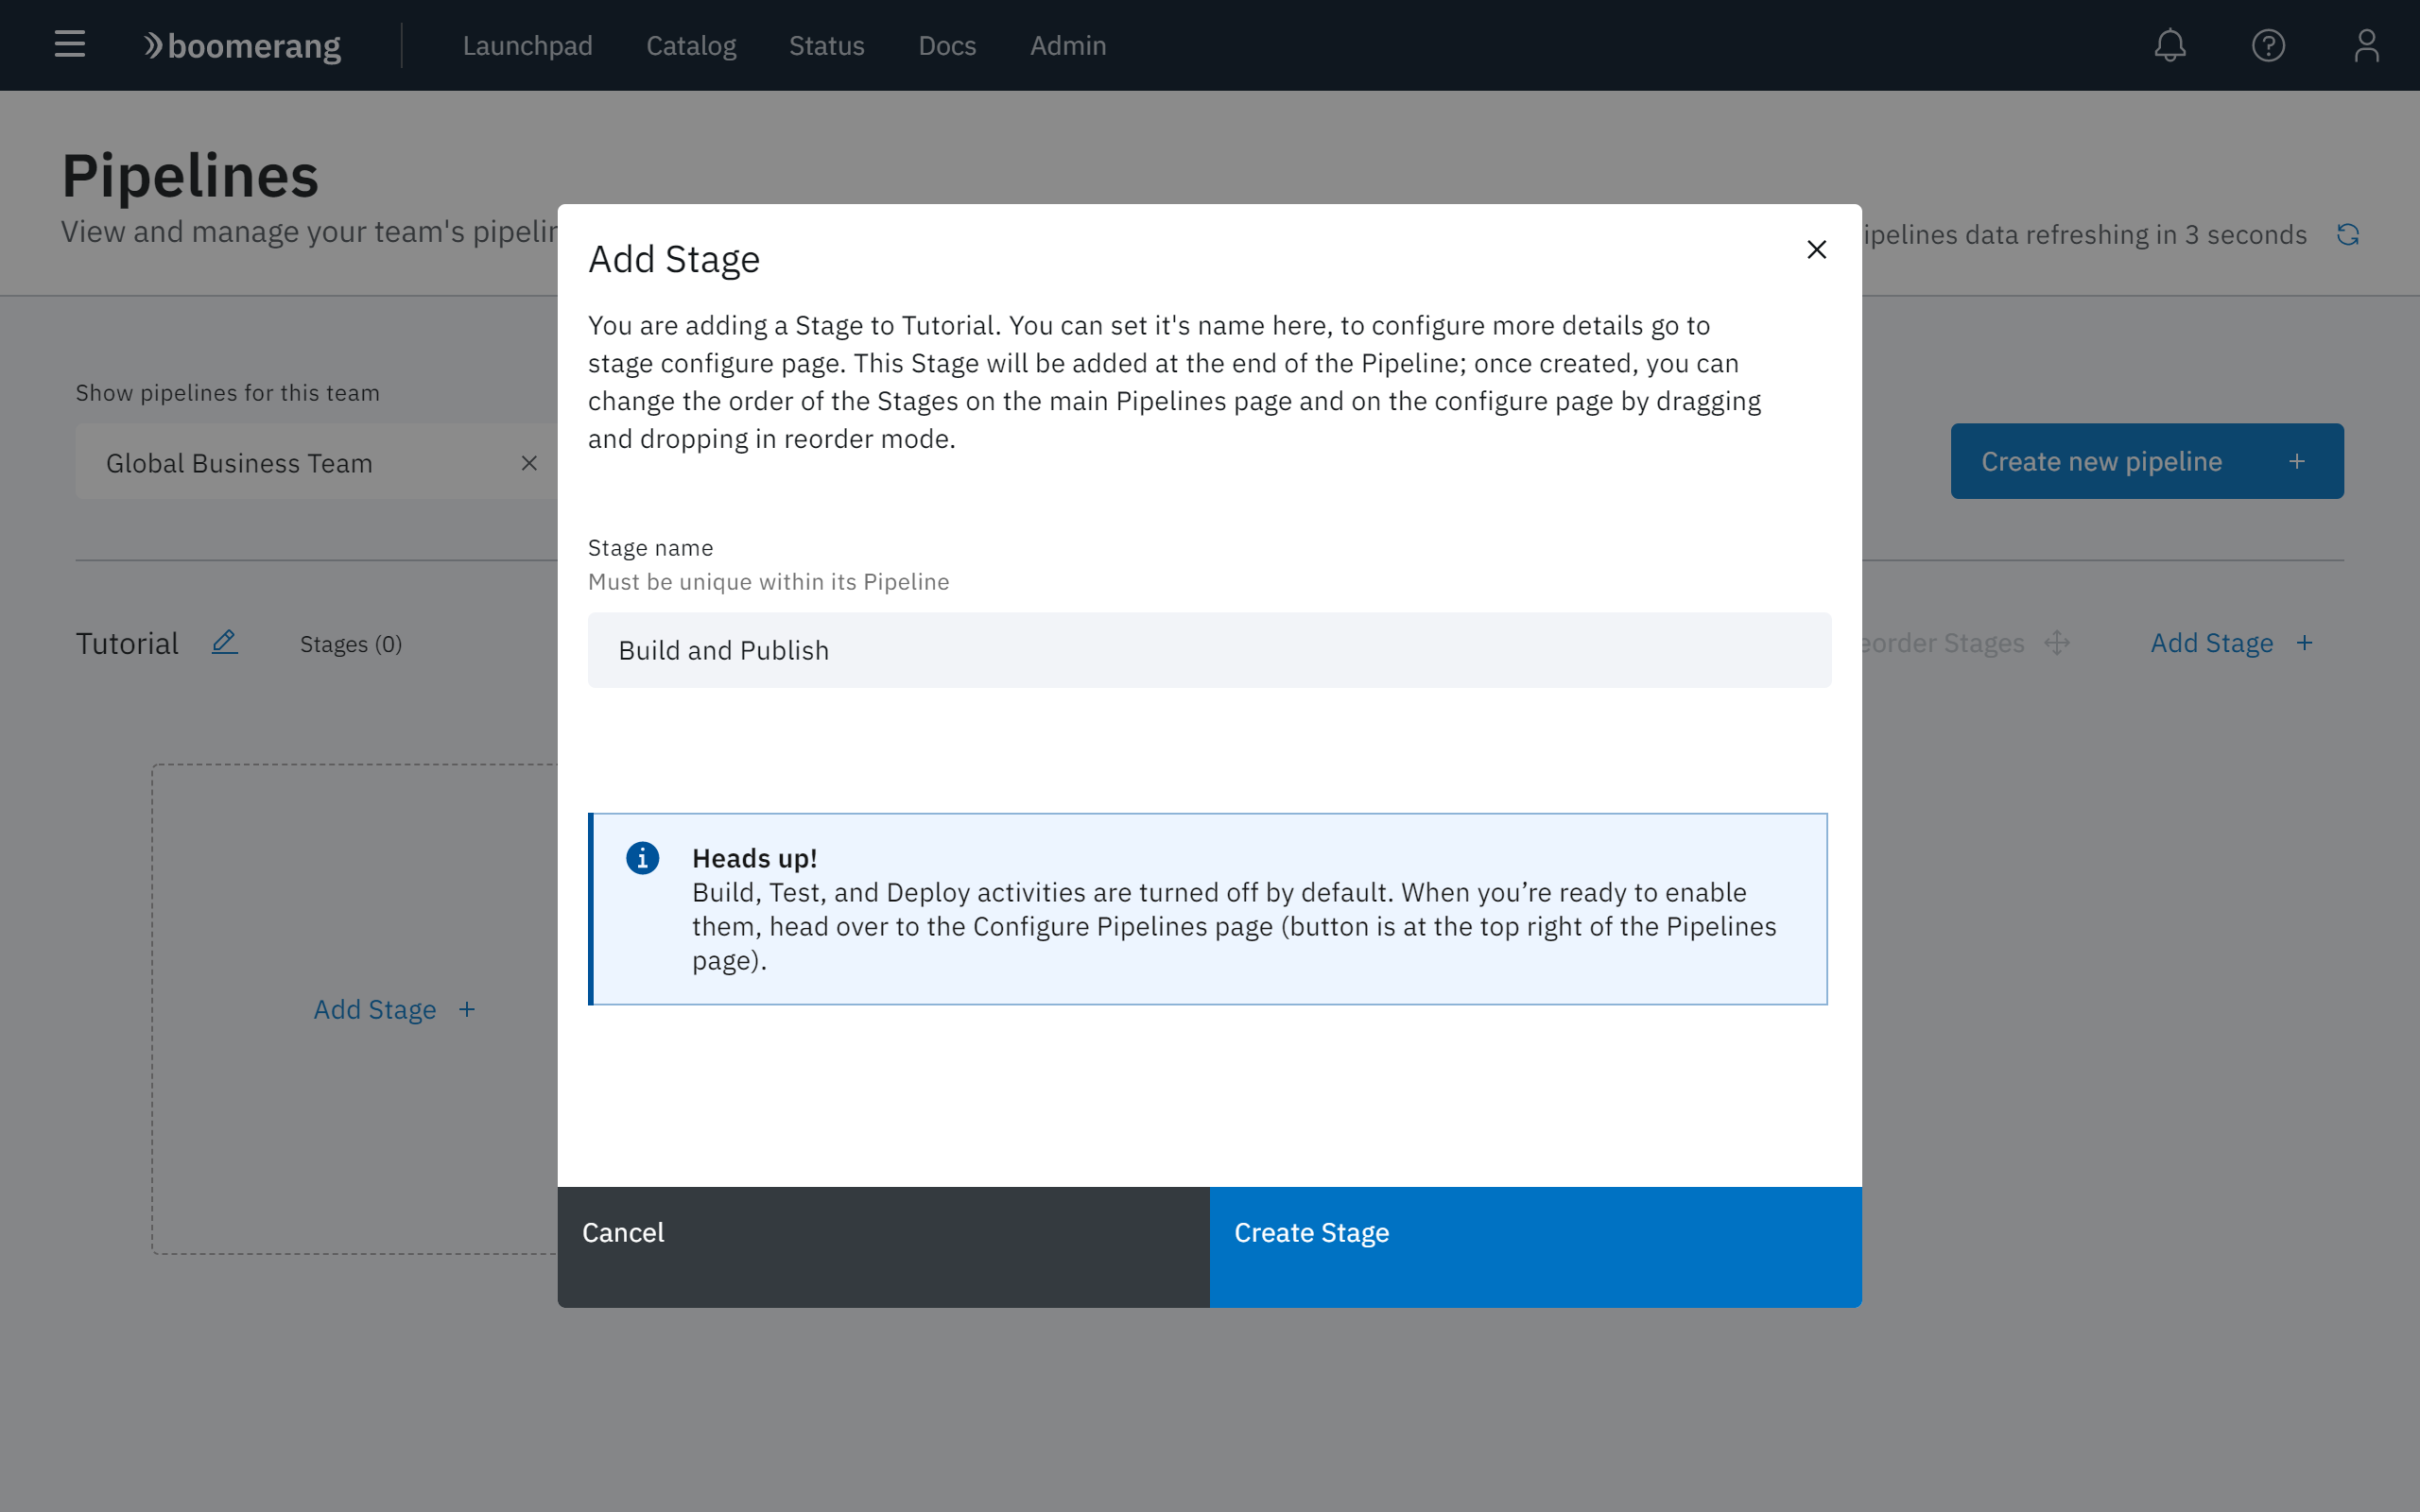 boomerang
Launchpad
Catalog
Status
Docs
Admin
Pipelines
View and manage your team's
Add Stage
data refreshing in 3 seconds
You are adding a Stage to Tutorial. You can set it's name here, to configure more details go to
stage configure page. This Stage will be added at the end of the Pipeline; once created, you can
change the order of the Stages on the main Pipelines page and on the configure page by dragging
and dropping in reorder mode.
Show pipelines for this team
Global Business Team
Create new pipeline
Stage name
Must be unique within its Pipeline
Build and Publish
Tutorial
Stages (0)
Stages
Add Stage
Heads up!
Build, Test, and Deploy activities are turned off by default. When you’re ready to enable
them, head over to the Configure Pipelines page (button is at the top right of the Pipelines
page).
Add Stage
Cancel
Create Stage